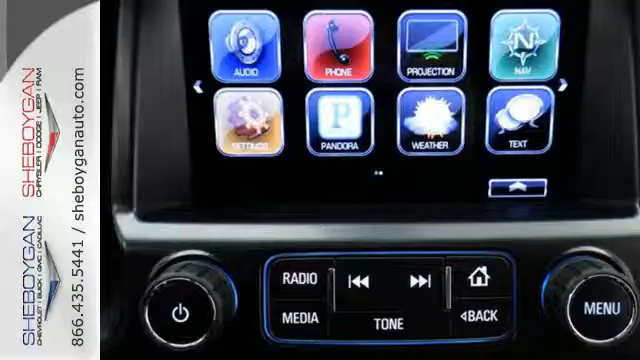 SHEBOYGAN
CHRYSLER | DODGE | JEEP | RAM
SHEBOYGAN
CHEVROLET | BUICK | GMC | CADILLAC
866.435.5441 / sheboyganauto.com
AUDIO
PHONE
PROJECTION
N
NAV
SETTINGS
P
PANDORA
WEATHER
TEXT
RADIO
MEDIA
TONE
BACK
MENU